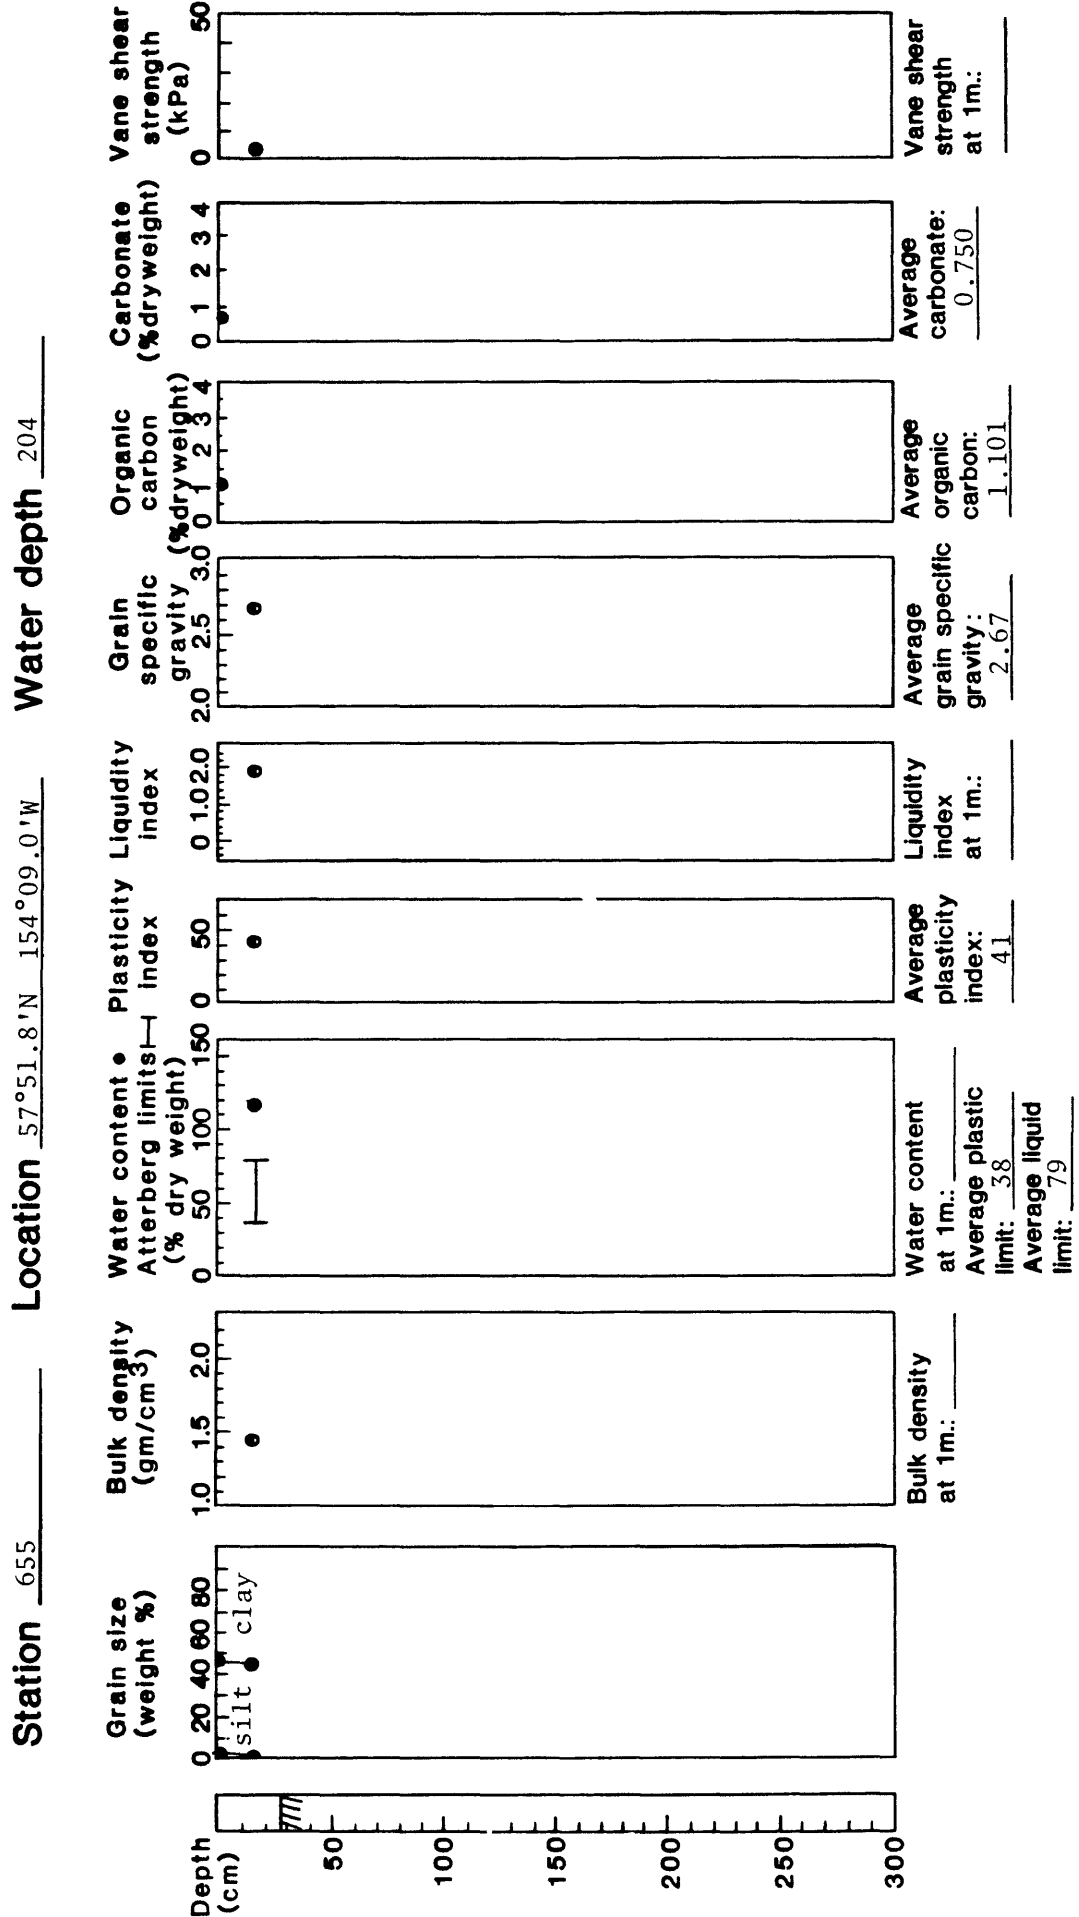 Station 655 Location 57°51.8'N 154°09.0'W Water depth 204
Depth
(cm)
50
100
150
200
250
300
Grain size
(weight %)
0 20 40 60 80
silt clay
Bulk density
(gm/cm³)
1.0 1.5 2.0
Bulk density
at 1m.:
Water content ●
Atterberg limits
(% dry weight)
0 50 100 150
Water content
at 1m.:
Average plastic
limit: 38
Average liquid
limit: 79
Plasticity
index
0 50
Average
plasticity
index:
41
Liquidity
index
0 1.0 2.0
Liquidity
index
at 1m.:
Grain
specific
gravity
2.0 2.5 3.0
Average
grain specific
gravity:
2.67
Organic
carbon
(%dryweight)
0 1 2 3 4
Average
organic
carbon:
1.101
Carbonate
(%dryweight)
0 1 2 3 4
Average
carbonate:
0.750
Vane shear
strength
(kPa)
0 50
Vane shear
strength
at 1m.: